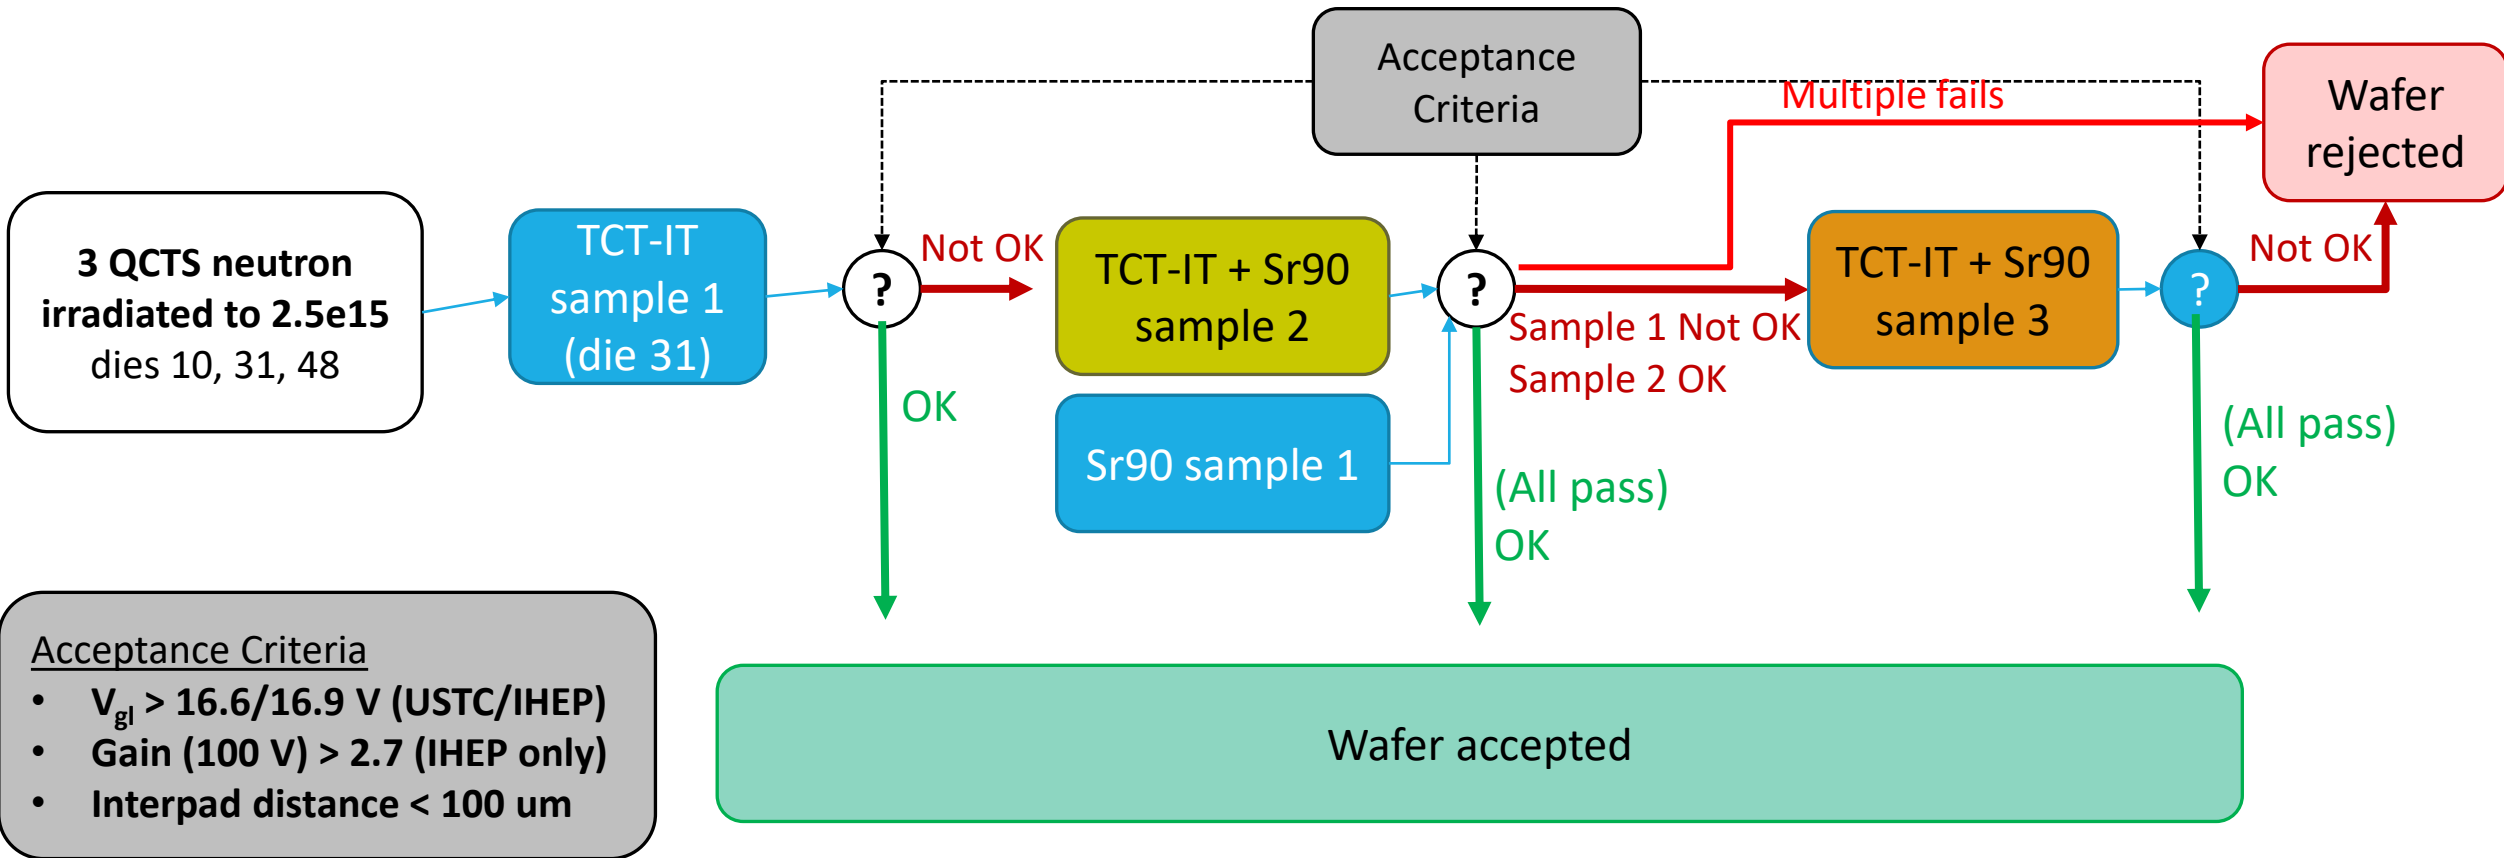 Acceptance
Criteria
Multiple fails
Wafer
rejected
3 QCTS neutron
irradiated to 2.5e15
dies 10, 31, 48
TCT-IT
sample 1
(die 31)
?
Not OK
OK
TCT-IT + Sr90
sample 2
Sr90 sample 1
?
Sample 1 Not OK
Sample 2 OK
(All pass)
OK
TCT-IT + Sr90
sample 3
?
Not OK
(All pass)
OK
Acceptance Criteria
• Vgl > 16.6/16.9 V (USTC/IHEP)
• Gain (100 V) > 2.7 (IHEP only)
• Interpad distance < 100 um
Wafer accepted